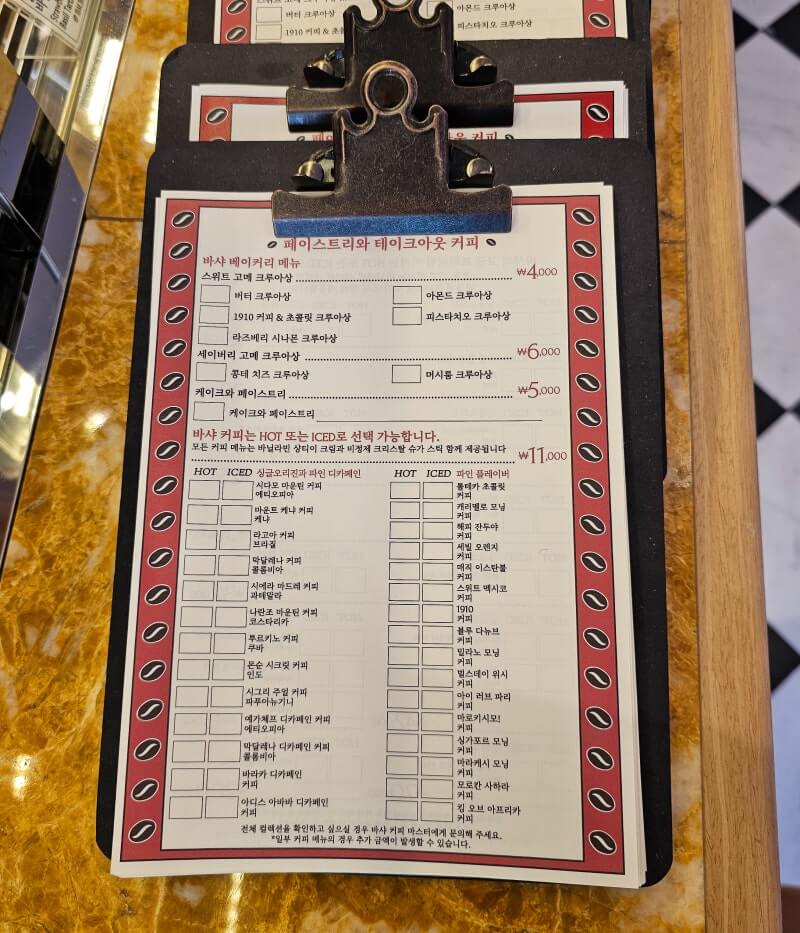 버터 크루아상
아몬드 크루아상
1910 커피 & 초콜
피스타치오 크루아상
페이스트리와 테이크아웃 커피
바샤 베이커리 메뉴
스위트 고메 크루아상 ₩4,000
버터 크루아상
아몬드 크루아상
1910 커피 & 초콜릿 크루아상
피스타치오 크루아상
라즈베리 시나몬 크루아상
세이버리 고메 크루아상 ₩6,000
콩테 치즈 크루아상
머시룸 크루아상
케이크와 페이스트리 ₩5,000
케이크와 페이스트리
바샤 커피는 HOT 또는 ICED로 선택 가능합니다.
모든 커피 메뉴는 바닐라빈 샹티이 크림과 비정제 크리스탈 슈가 스틱 함께 제공됩니다
₩11,000
HOT ICED 싱글오리진과 파인 디카페인
시다모 마운틴 커피
에티오피아
마운트 케냐 커피
케냐
라고아 커피
브라질
막달레나 커피
콜롬비아
시에라 마드레 커피
과테말라
나란조 마운틴 커피
코스타리카
투르키노 커피
쿠바
몬순 시크릿 커피
인도
시그리 주얼 커피
파푸아뉴기니
예가체프 디카페인 커피
에티오피아
막달레나 디카페인 커피
콜롬비아
바라카 디카페인
커피
아디스 아바바 디카페인
커피
HOT ICED 파인 플레이버
톨테카 초콜릿
커피
캐러멜로 모닝
커피
해피 잔두야
커피
세빌 오렌지
커피
매직 이스탄불
커피
스위트 멕시코
커피
1910
커피
블루 다뉴브
커피
밀라노 모닝
커피
벌스데이 위시
커피
아이 러브 파리
커피
마로키시모!
커피
싱가포르 모닝
커피
마라케시 모닝
커피
모로칸 사하라
커피
킹 오브 아프리카
커피
전체 컬렉션을 확인하고 싶으실 경우 바샤 커피 마스터에게 문의해 주세요.
*일부 커피 메뉴의 경우 추가 금액이 발생할 수 있습니다.